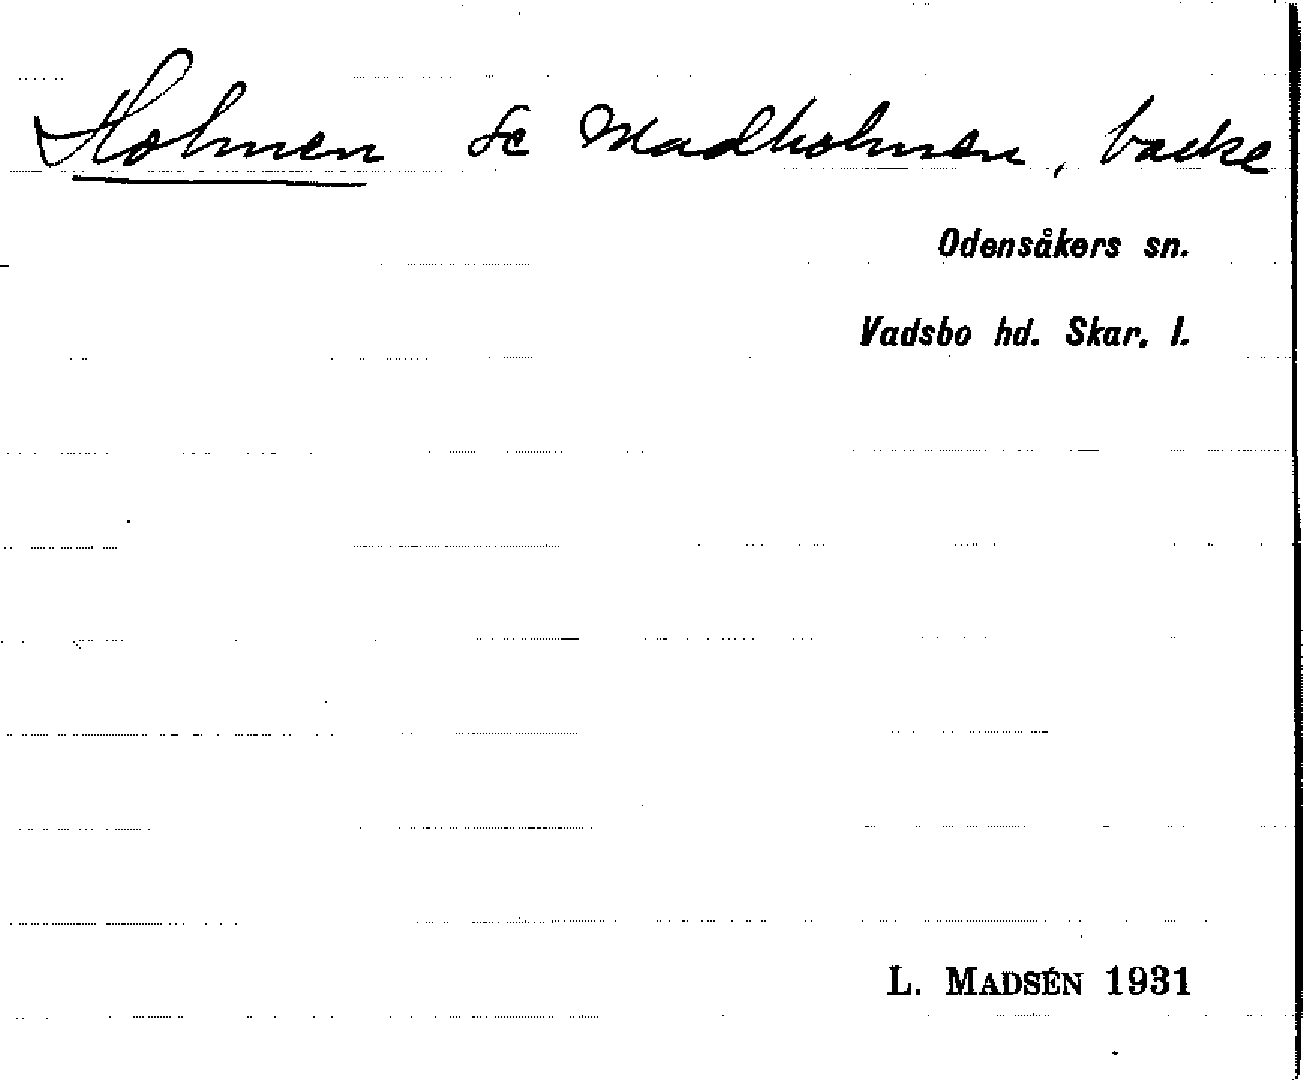 Holmen se Madholmen, backe
Odensåkers sn.
Vadsbo hd. Skar. l.
L. MADSÉN 1931